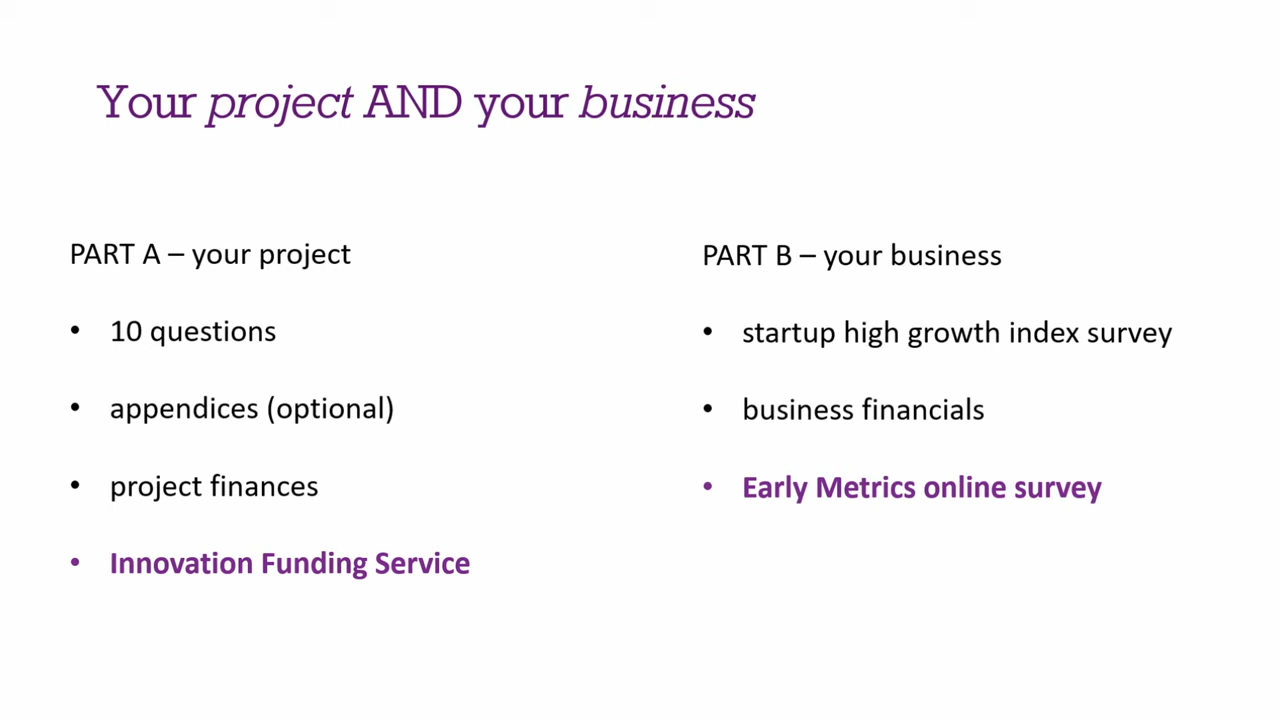 Your project AND your business
PART A – your project
• 10 questions
• appendices (optional)
• project finances
• Innovation Funding Service
PART B – your business
• startup high growth index survey
• business financials
• Early Metrics online survey